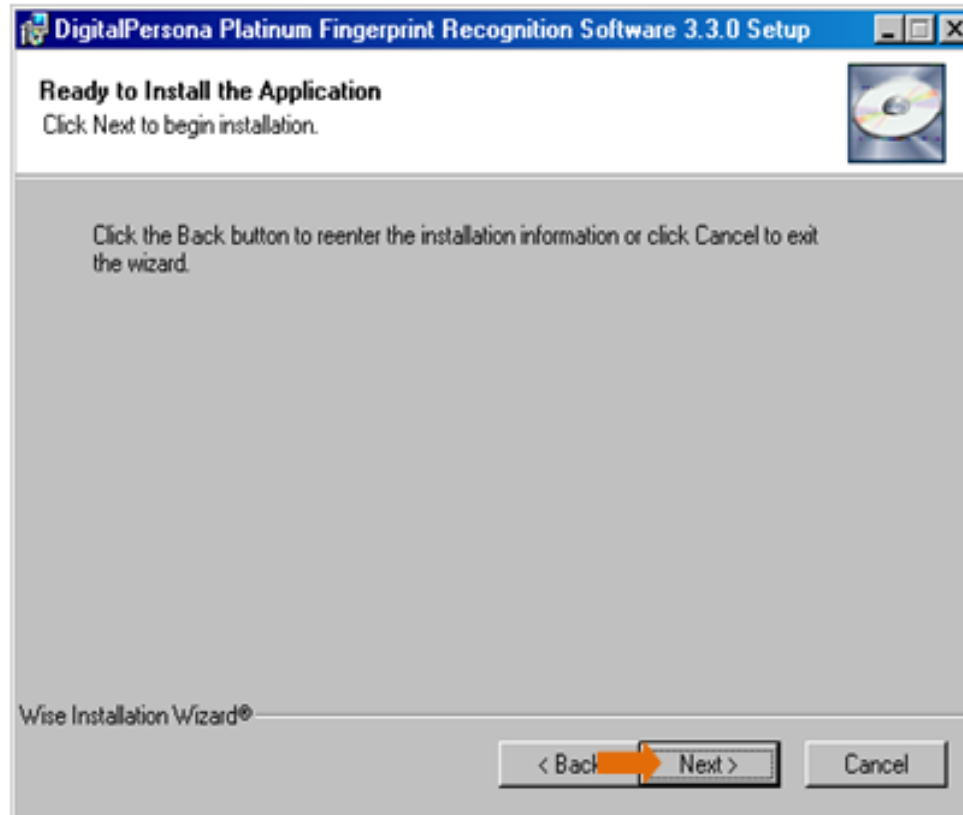 DigitalPersona Platinum Fingerprint Recognition Software 3.3.0 Setup
Ready to Install the Application
Click Next to begin installation.
Click the Back button to reenter the installation information or click Cancel to exit
the wizard.
Wise Installation Wizard®
< Back Next > Cancel